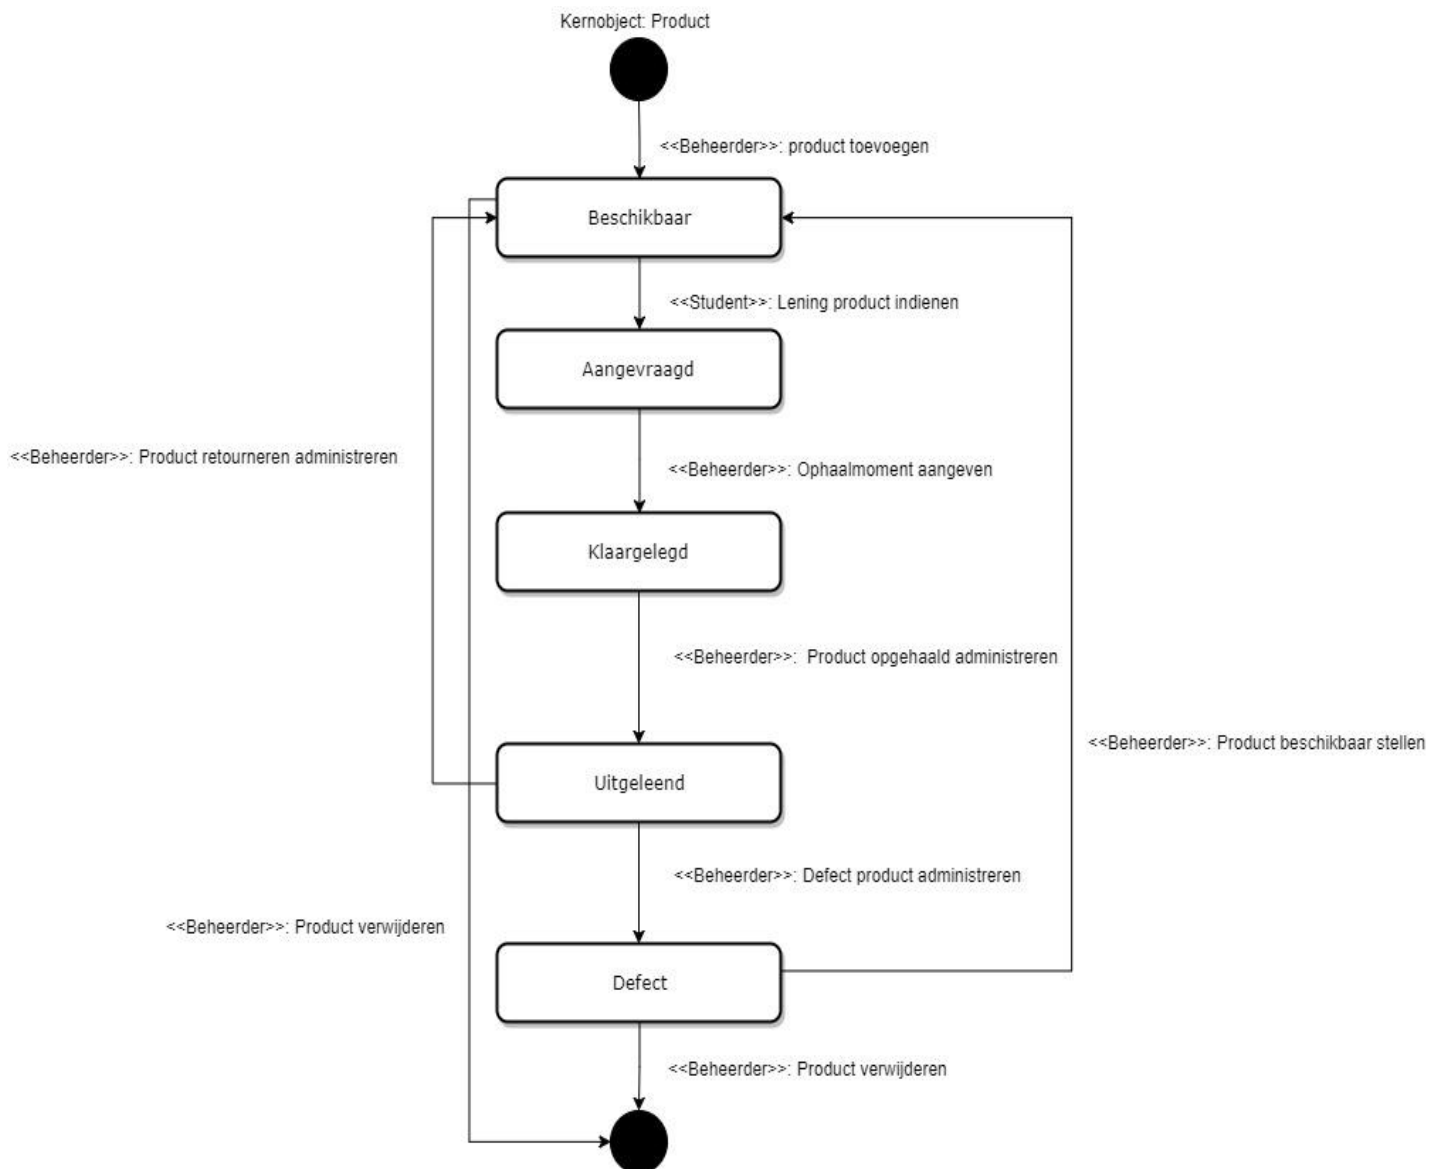 Kernobject: Product
<<Beheerder>>: product toevoegen
Beschikbaar
<<Student>>: Lening product indienen
Aangevraagd
<<Beheerder>>: Product retourneren administreren
<<Beheerder>>: Ophaalmoment aangeven
Klaargelegd
<<Beheerder>>: Product opgehaald administreren
<<Beheerder>>: Product beschikbaar stellen
Uitgeleend
<<Beheerder>>: Defect product administreren
<<Beheerder>>: Product verwijderen
Defect
<<Beheerder>>: Product verwijderen